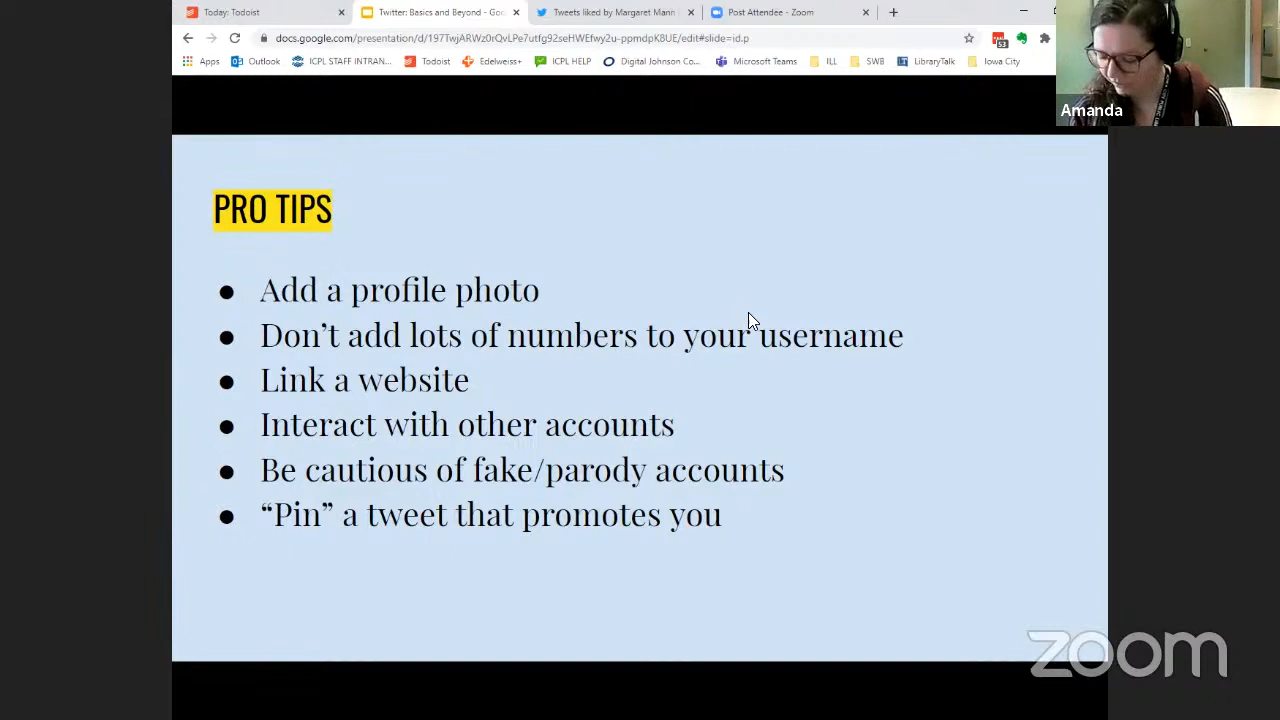 Today: Todoist
Twitter: Basics and Beyond - Goo
Tweets liked by Margaret Mann
Post Attendee - Zoom
docs.google.com/presentation/d/197TwjARWz0rQvLPe7utfg92seHWEfwy2u-ppmdpK8UE/edit#slide=id.p
53
Apps
Outlook
ICPL STAFF INTRAN...
Todoist
Edelweiss+
ICPL HELP
Digital Johnson Co...
Microsoft Teams
ILL
SWB
LibraryTalk
Iowa City
Amanda
PRO TIPS
● Add a profile photo
● Don’t add lots of numbers to your username
● Link a website
● Interact with other accounts
● Be cautious of fake/parody accounts
● “Pin” a tweet that promotes you
zoom